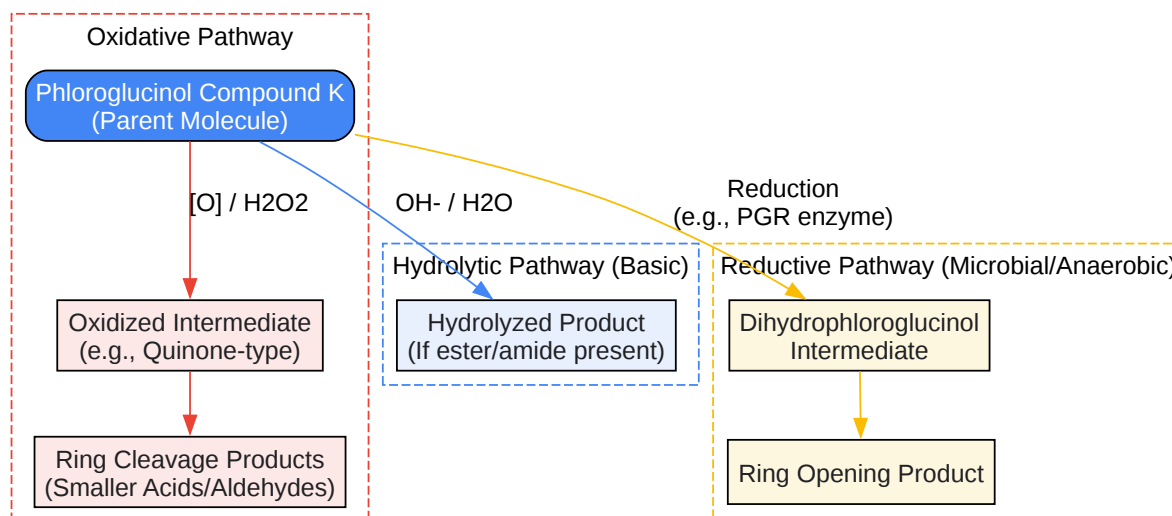 Oxidative Pathway
Phloroglucinol Compound K
(Parent Molecule)
[O] / H2O2
OH- / H2O
Reduction
(e.g., PGR enzyme)
Hydrolytic Pathway (Basic)
Reductive Pathway (Microbial/Anaerobic)
Oxidized Intermediate
(e.g., Quinone-type)
Hydrolyzed Product
(If ester/amide present)
Dihydrophloroglucinol
Intermediate
Ring Cleavage Products
(Smaller Acids/Aldehydes)
Ring Opening Product